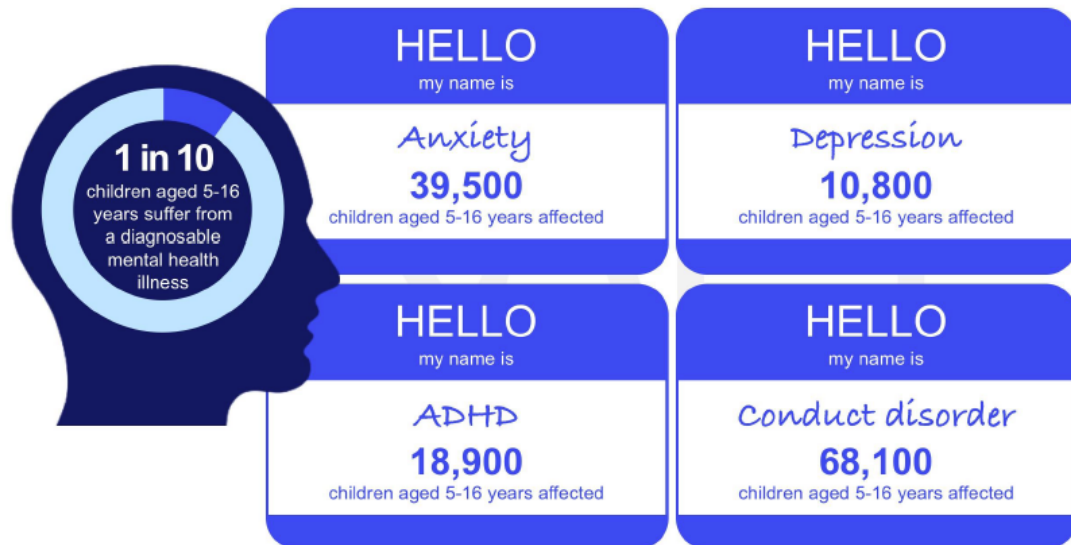 1 in 10
children aged 5-16
years suffer from
a diagnosable
mental health
illness
HELLO
my name is
Anxiety
39,500
children aged 5-16 years affected
HELLO
my name is
Depression
10,800
children aged 5-16 years affected
HELLO
my name is
ADHD
18,900
children aged 5-16 years affected
HELLO
my name is
Conduct disorder
68,100
children aged 5-16 years affected